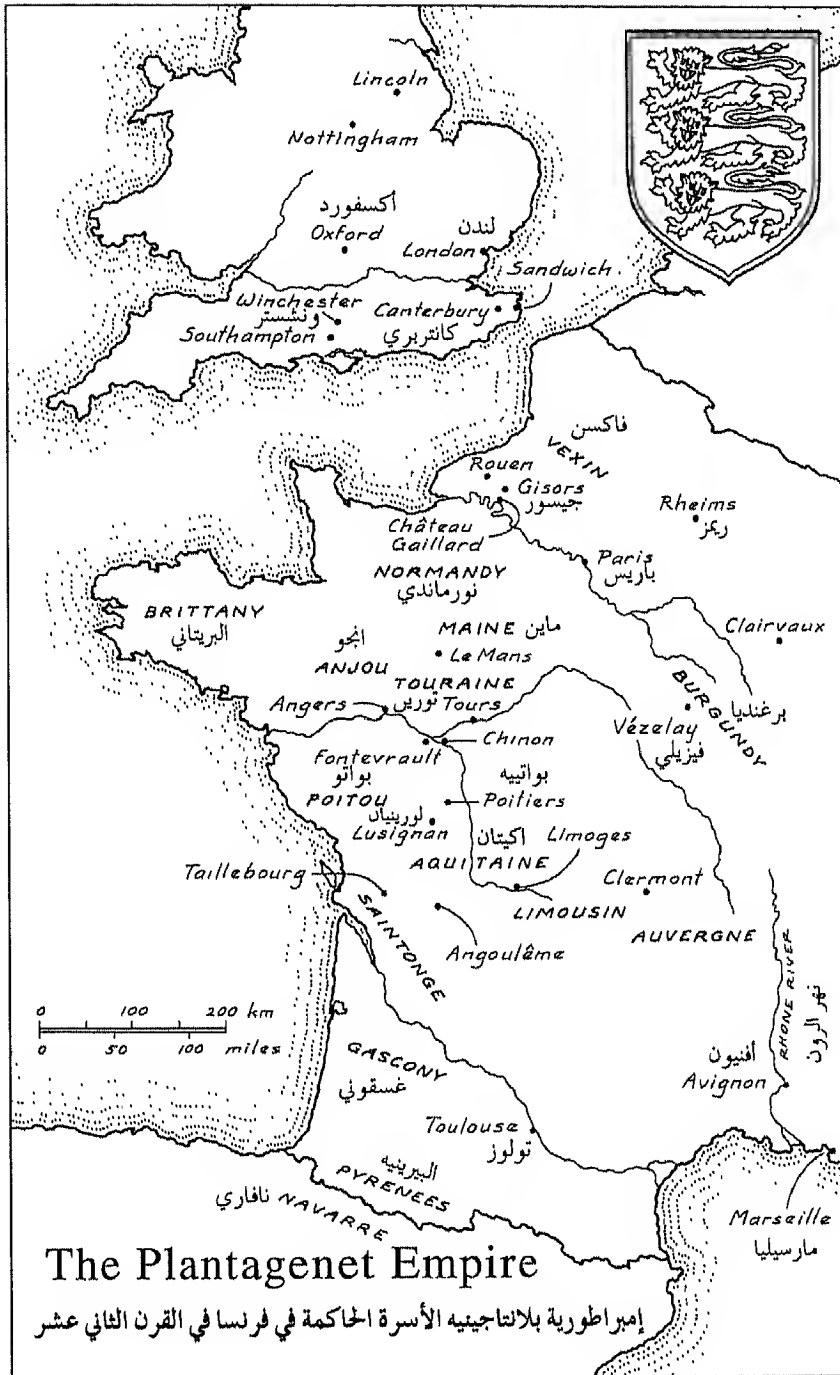 Lincoln
Nottingham
أكسفورد
Oxford
لندن
London
Sandwich
Winchester
ونشستر
Southampton
Canterbury
كانتربري
فاكسن
VEXIN
Rouen
Gisors
جيسور
Château
Gaillard
Rheims
ريمز
Paris
باريس
NORMANDY
نورماندي
BRITTANY
البريتاني
انجو
ANJOU
MAINE ماين
Le Mans
Clairvaux
TOURAINE
تورين Tours
Angers
BURGUNDY
برغنديا
Vézelay
فيزيلي
Fontevrault
Chinon
بواتو
POITOU
بواتييه
Poitiers
لورينيان
Lusignan
اكيتان
AQUITAINE
Limoges
LIMOUSIN
Clermont
AUVERGNE
Taillebourg
SAINTONGE
Angoulême
RHONE RIVER
نهر الرون
0 100 200 km
0 50 100 miles
GASCONY
غسقوني
أفنيون
Avignon
Toulouse
تولوز
البيرينيه
PYRENEES
نافاري NAVARRE
Marseille
مارسيليا
The Plantagenet Empire
إمبراطورية بلانتاجينيه الأسرة الحاكمة في فرنسا في القرن الثاني عشر